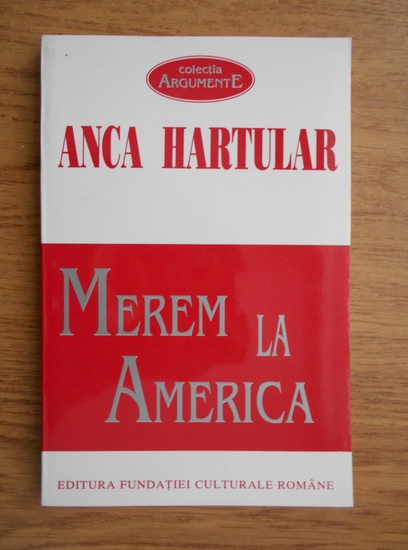 colecția
ARGUMENTE
ANCA HARTULAR
MEREM
LA
AMERICA
EDITURA FUNDAȚIEI CULTURALE ROMÂNE